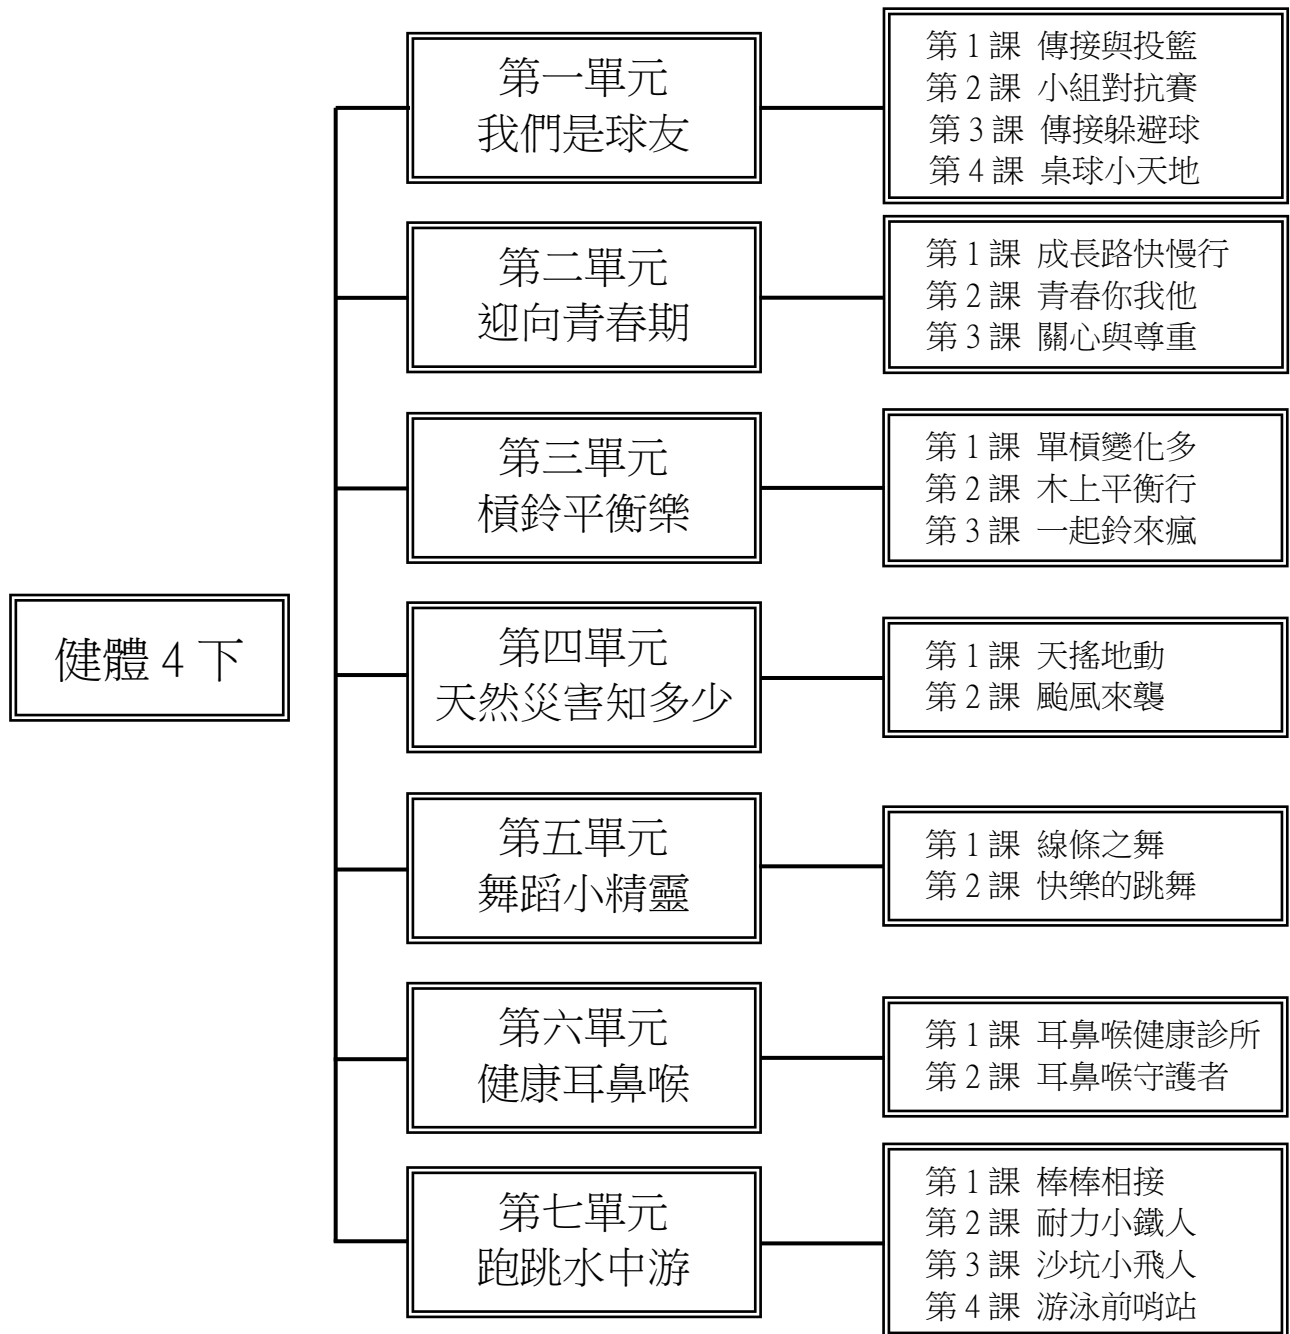 健體 4 下
第一單元
我們是球友
第 1 課 傳接與投籃
第 2 課 小組對抗賽
第 3 課 傳接躲避球
第 4 課 桌球小天地
第二單元
迎向青春期
第 1 課 成長路快慢行
第 2 課 青春你我他
第 3 課 關心與尊重
第三單元
槓鈴平衡樂
第 1 課 單槓變化多
第 2 課 木上平衡行
第 3 課 一起鈴來瘋
第四單元
天然災害知多少
第 1 課 天搖地動
第 2 課 颱風來襲
第五單元
舞蹈小精靈
第 1 課 線條之舞
第 2 課 快樂的跳舞
第六單元
健康耳鼻喉
第 1 課 耳鼻喉健康診所
第 2 課 耳鼻喉守護者
第七單元
跑跳水中游
第 1 課 棒棒相接
第 2 課 耐力小鐵人
第 3 課 沙坑小飛人
第 4 課 游泳前哨站